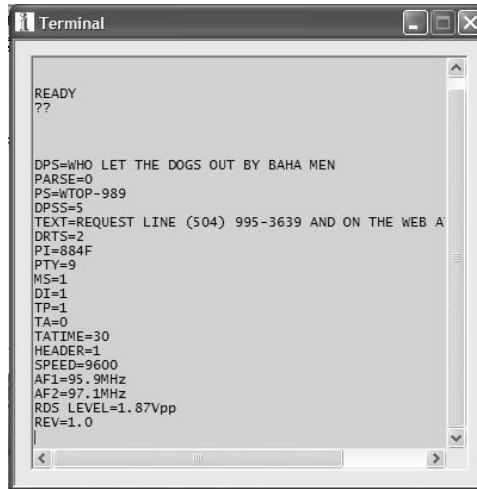 Terminal
READY
??
DPS=WHO LET THE DOGS OUT BY BAHA MEN
PARSE=0
PS=WTOP-989
DPSS=5
TEXT=REQUEST LINE (504) 995-3639 AND ON THE WEB A
DRTS=2
PI=884F
PTY=9
MS=1
DI=1
TP=1
TA=0
TATIME=30
HEADER=1
SPEED=9600
AF1=95.9MHz
AF2=97.1MHz
RDS LEVEL=1.87Vpp
REV=1.0